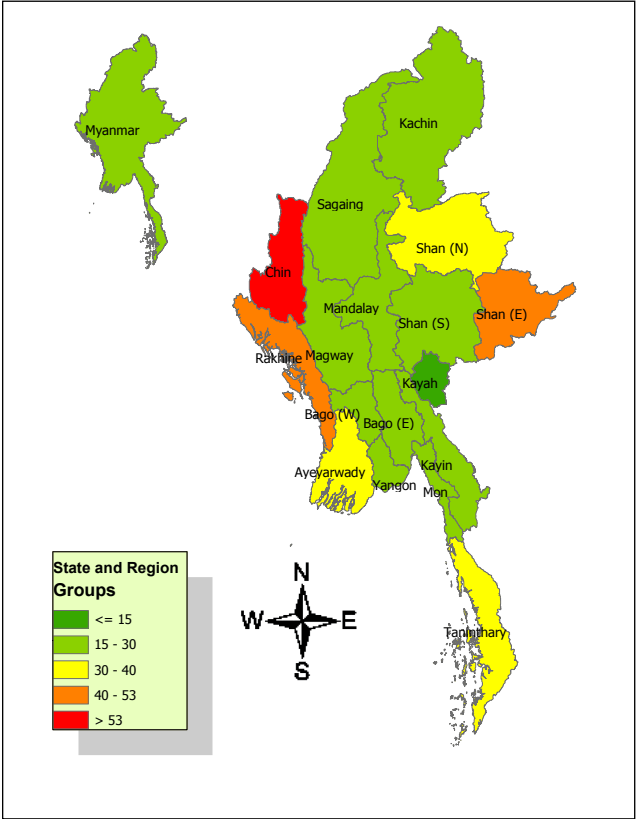 Myanmar
Kachin
Sagaing
Shan (N)
Chin
Mandalay
Shan (E)
Shan (S)
Rakhine
Magway
Kayah
Bago (W)
Bago (E)
Ayeyarwady
Kayin
Yangon
Mon
Taninthary
State and Region
Groups
<= 15
15 - 30
30 - 40
40 - 53
> 53
N
W
E
S